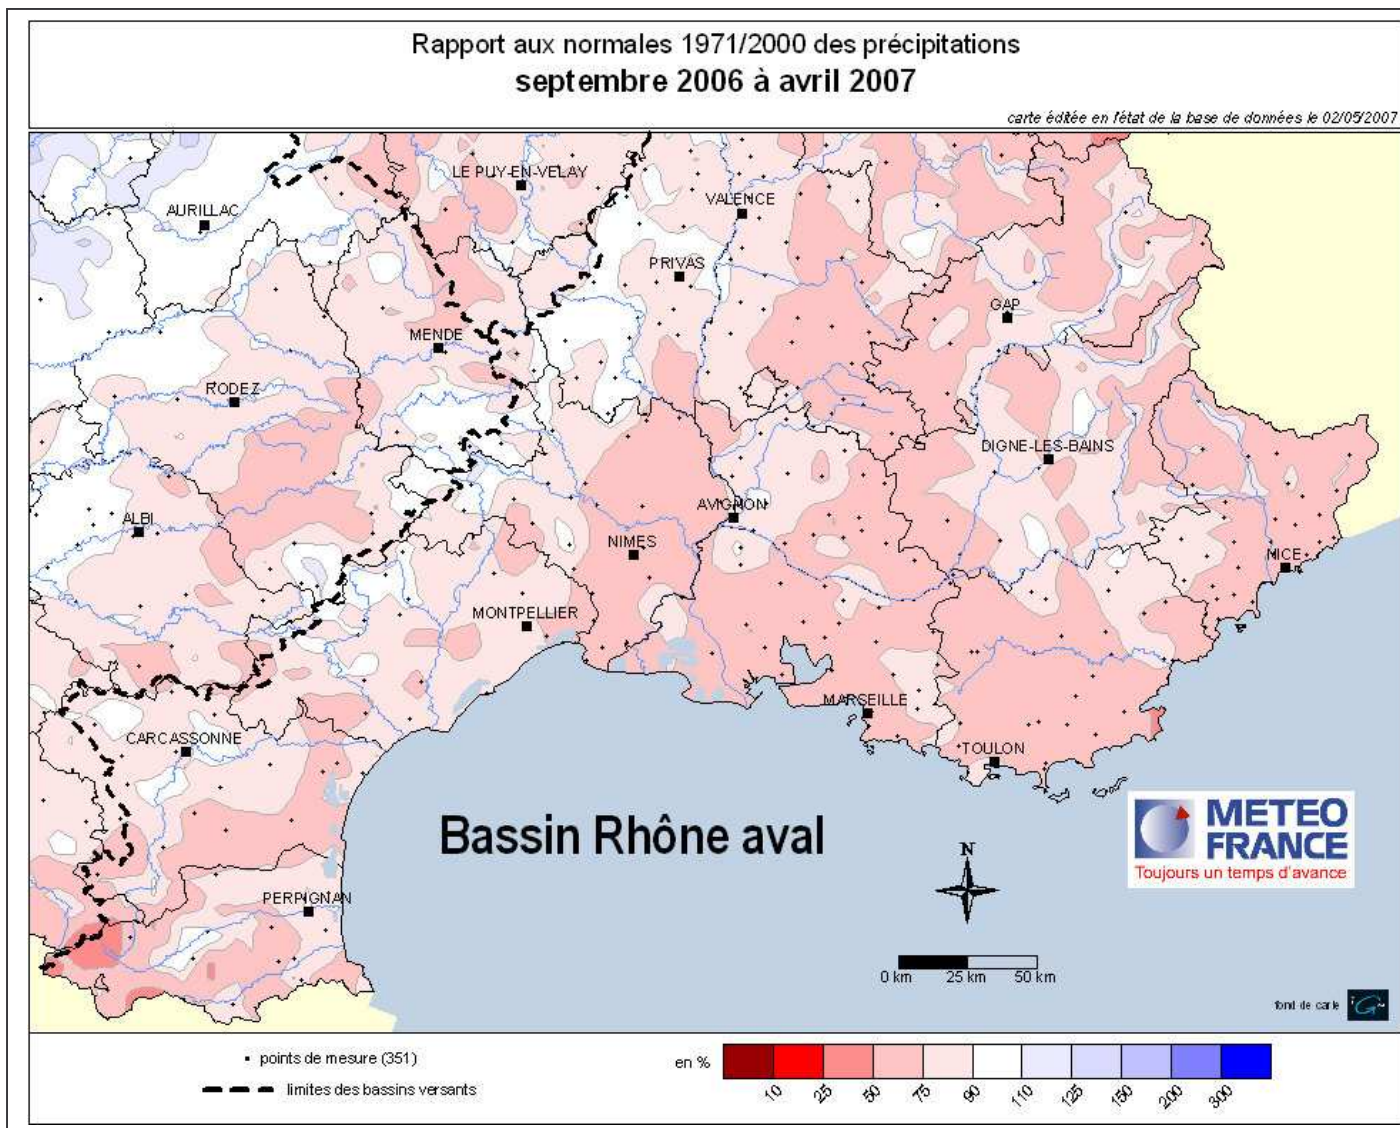 Rapport aux normales 1971/2000 des précipitations
septembre 2006 à avril 2007
carte éditée en l'état de la base de données le 02/05/2007
LE PUY-EN-VELAY
AURILLAC
VALENCE
PRIVAS
GAP
MENDE
RODEZ
DIGNE-LES-BAINS
AVIGNON
ALBI
NIMES
NICE
MONTPELLIER
MARSEILLE
CARCASSONNE
TOULON
Bassin Rhône aval
METEO
FRANCE
Toujours un temps d'avance
N
PERPIGNAN
0 km 25 km 50 km
fond de carte
points de mesure (351)
en %
limites des bassins versants
10 25 50 75 90 110 125 150 200 300